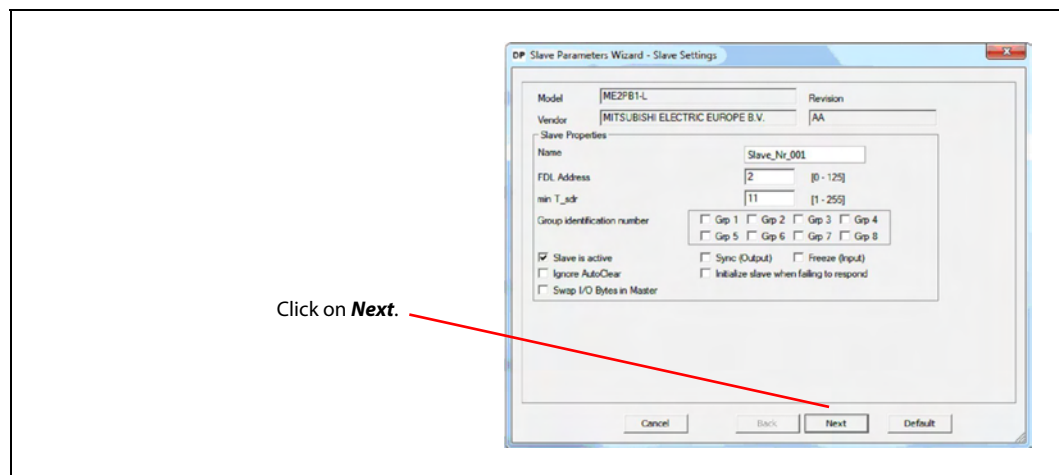 DP Slave Parameters Wizard - Slave Settings
Model ME2PB1-L Revision
Vendor MITSUBISHI ELECTRIC EUROPE B.V. AA
Slave Properties
Name Slave_Nr_001
FDL Address 2 [0 - 125]
min T_sdr 11 [1 - 255]
Group identification number Grp 1 Grp 2 Grp 3 Grp 4
Grp 5 Grp 6 Grp 7 Grp 8
Slave is active Sync (Output) Freeze (Input)
Ignore AutoClear Initialize slave when failing to respond
Swap I/O Bytes in Master
Click on Next.
Cancel Back Next Default